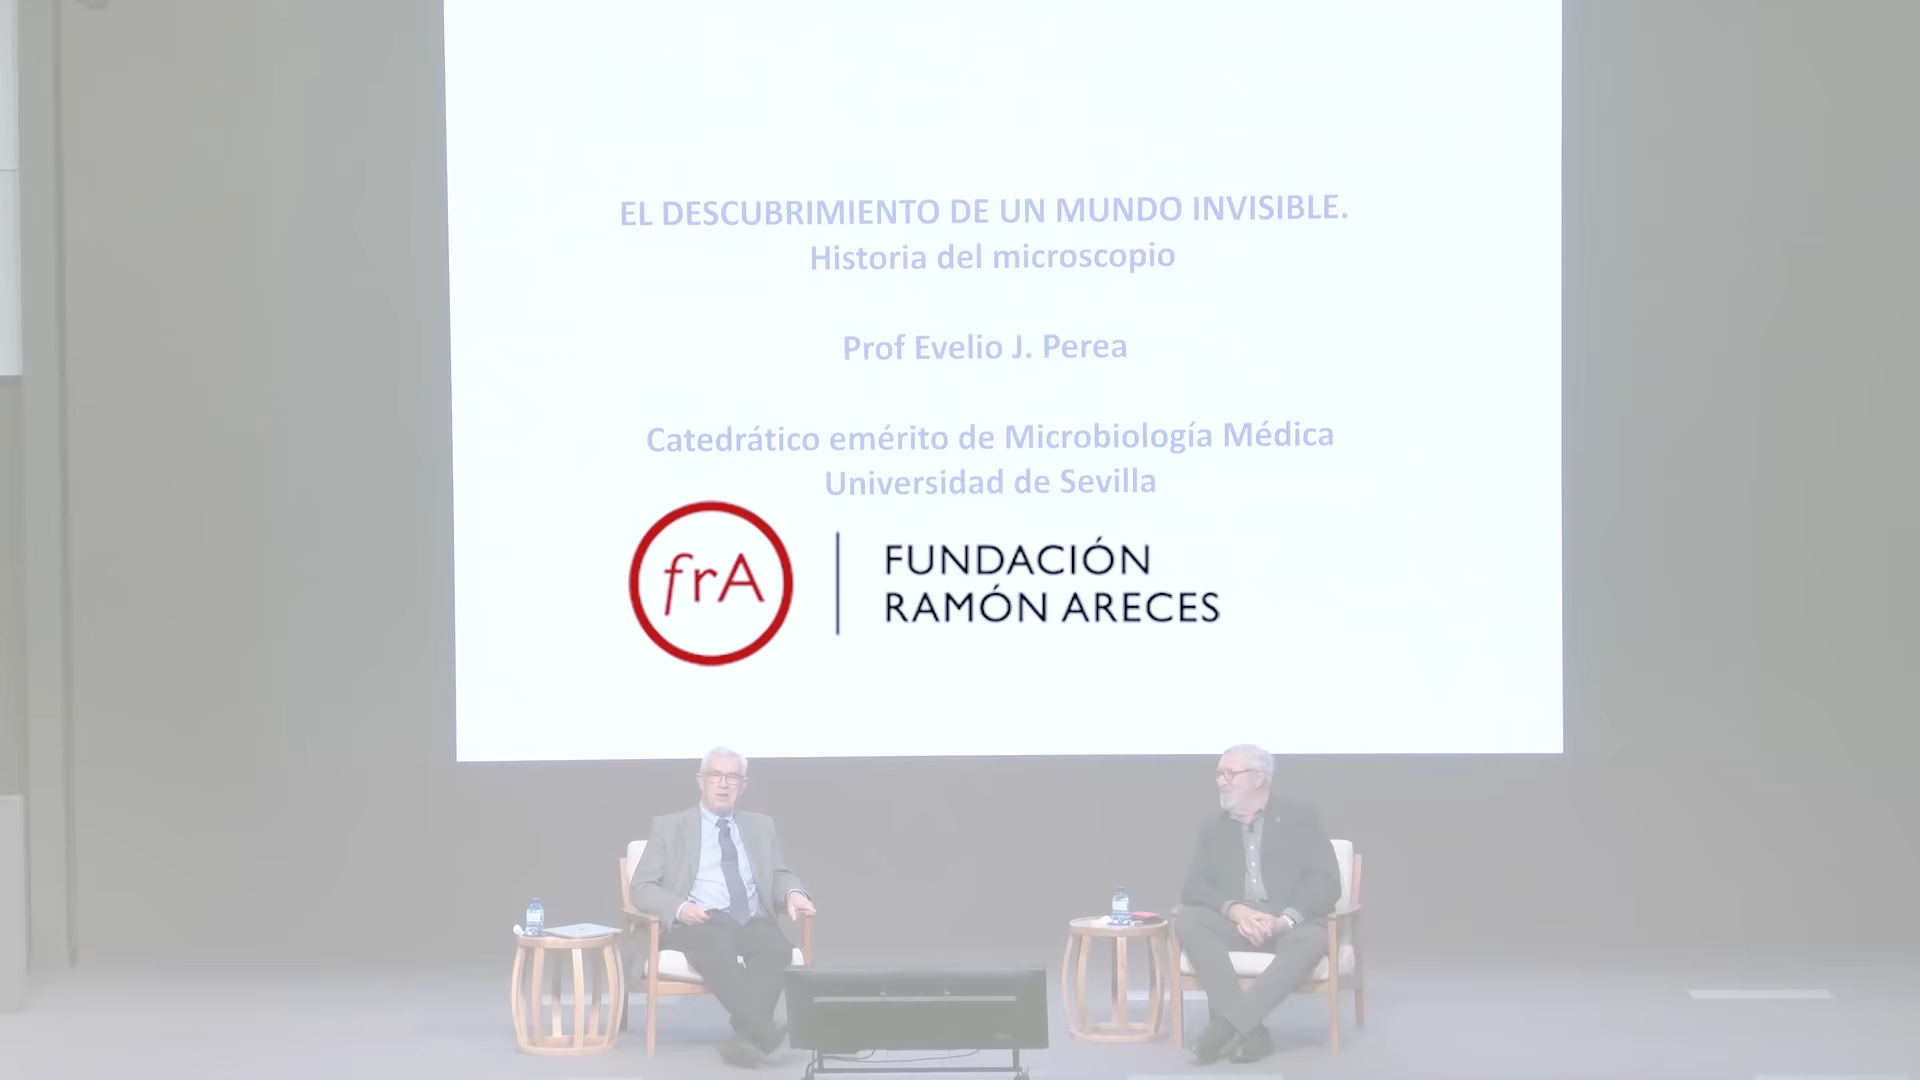 EL DESCUBRIMIENTO DE UN MUNDO INVISIBLE.
Historia del microscopio
Prof Evelio J. Perea
Catedrático emérito de Microbiología Médica
Universidad de Sevilla
frA
FUNDACIÓN
RAMÓN ARECES